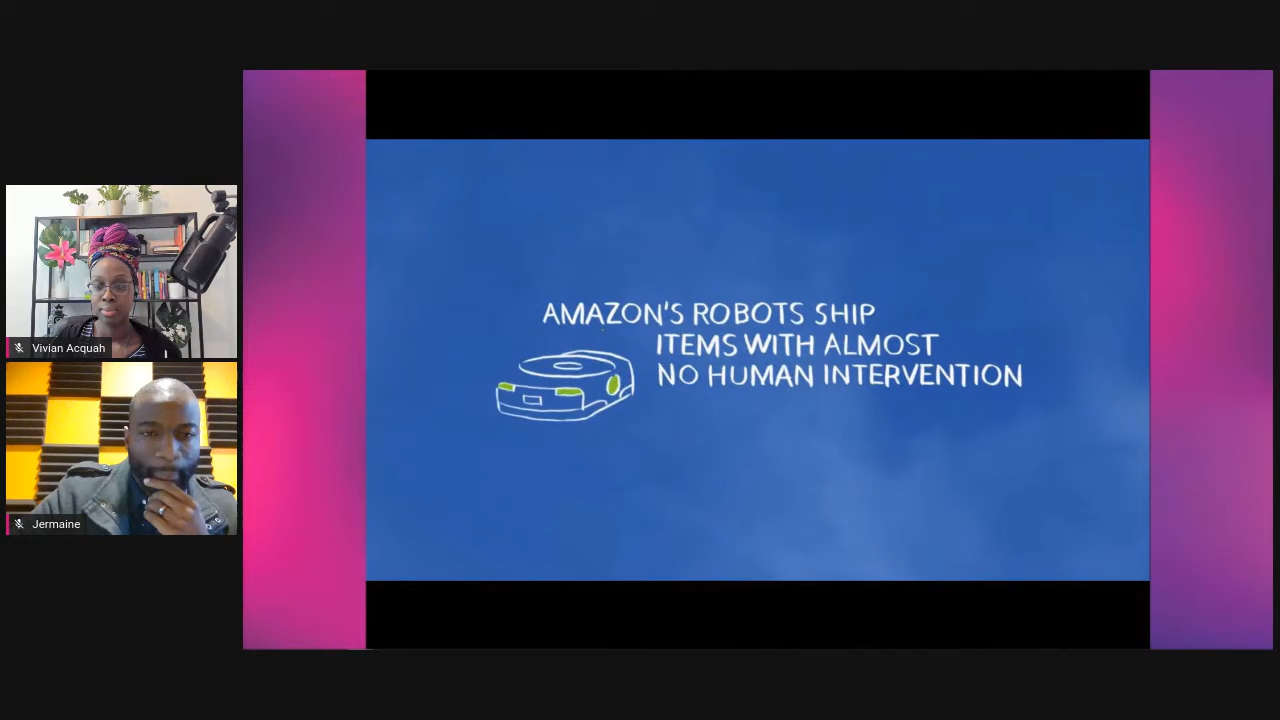 AMAZON'S ROBOTS SHIP
ITEMS WITH ALMOST
NO HUMAN INTERVENTION
Vivian Acquah
Jermaine